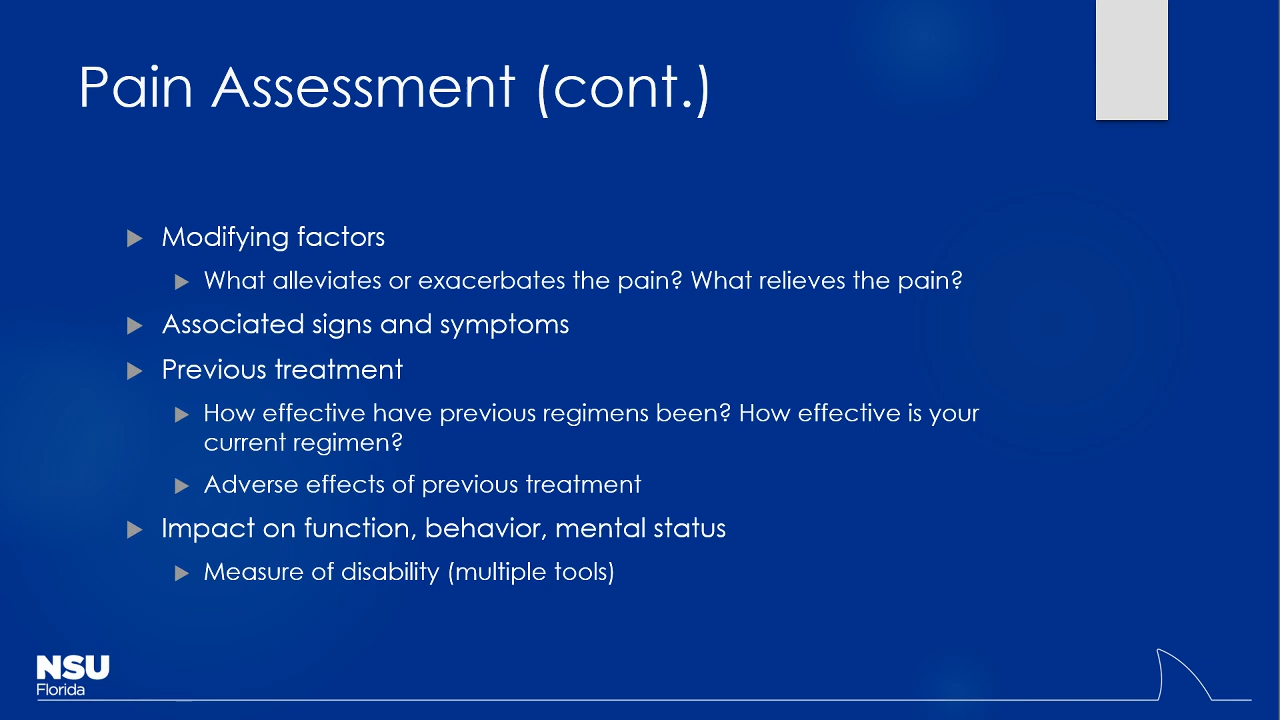 Pain Assessment (cont.)
Modifying factors
What alleviates or exacerbates the pain? What relieves the pain?
Associated signs and symptoms
Previous treatment
How effective have previous regimens been? How effective is your
current regimen?
Adverse effects of previous treatment
Impact on function, behavior, mental status
Measure of disability (multiple tools)
NSU
Florida